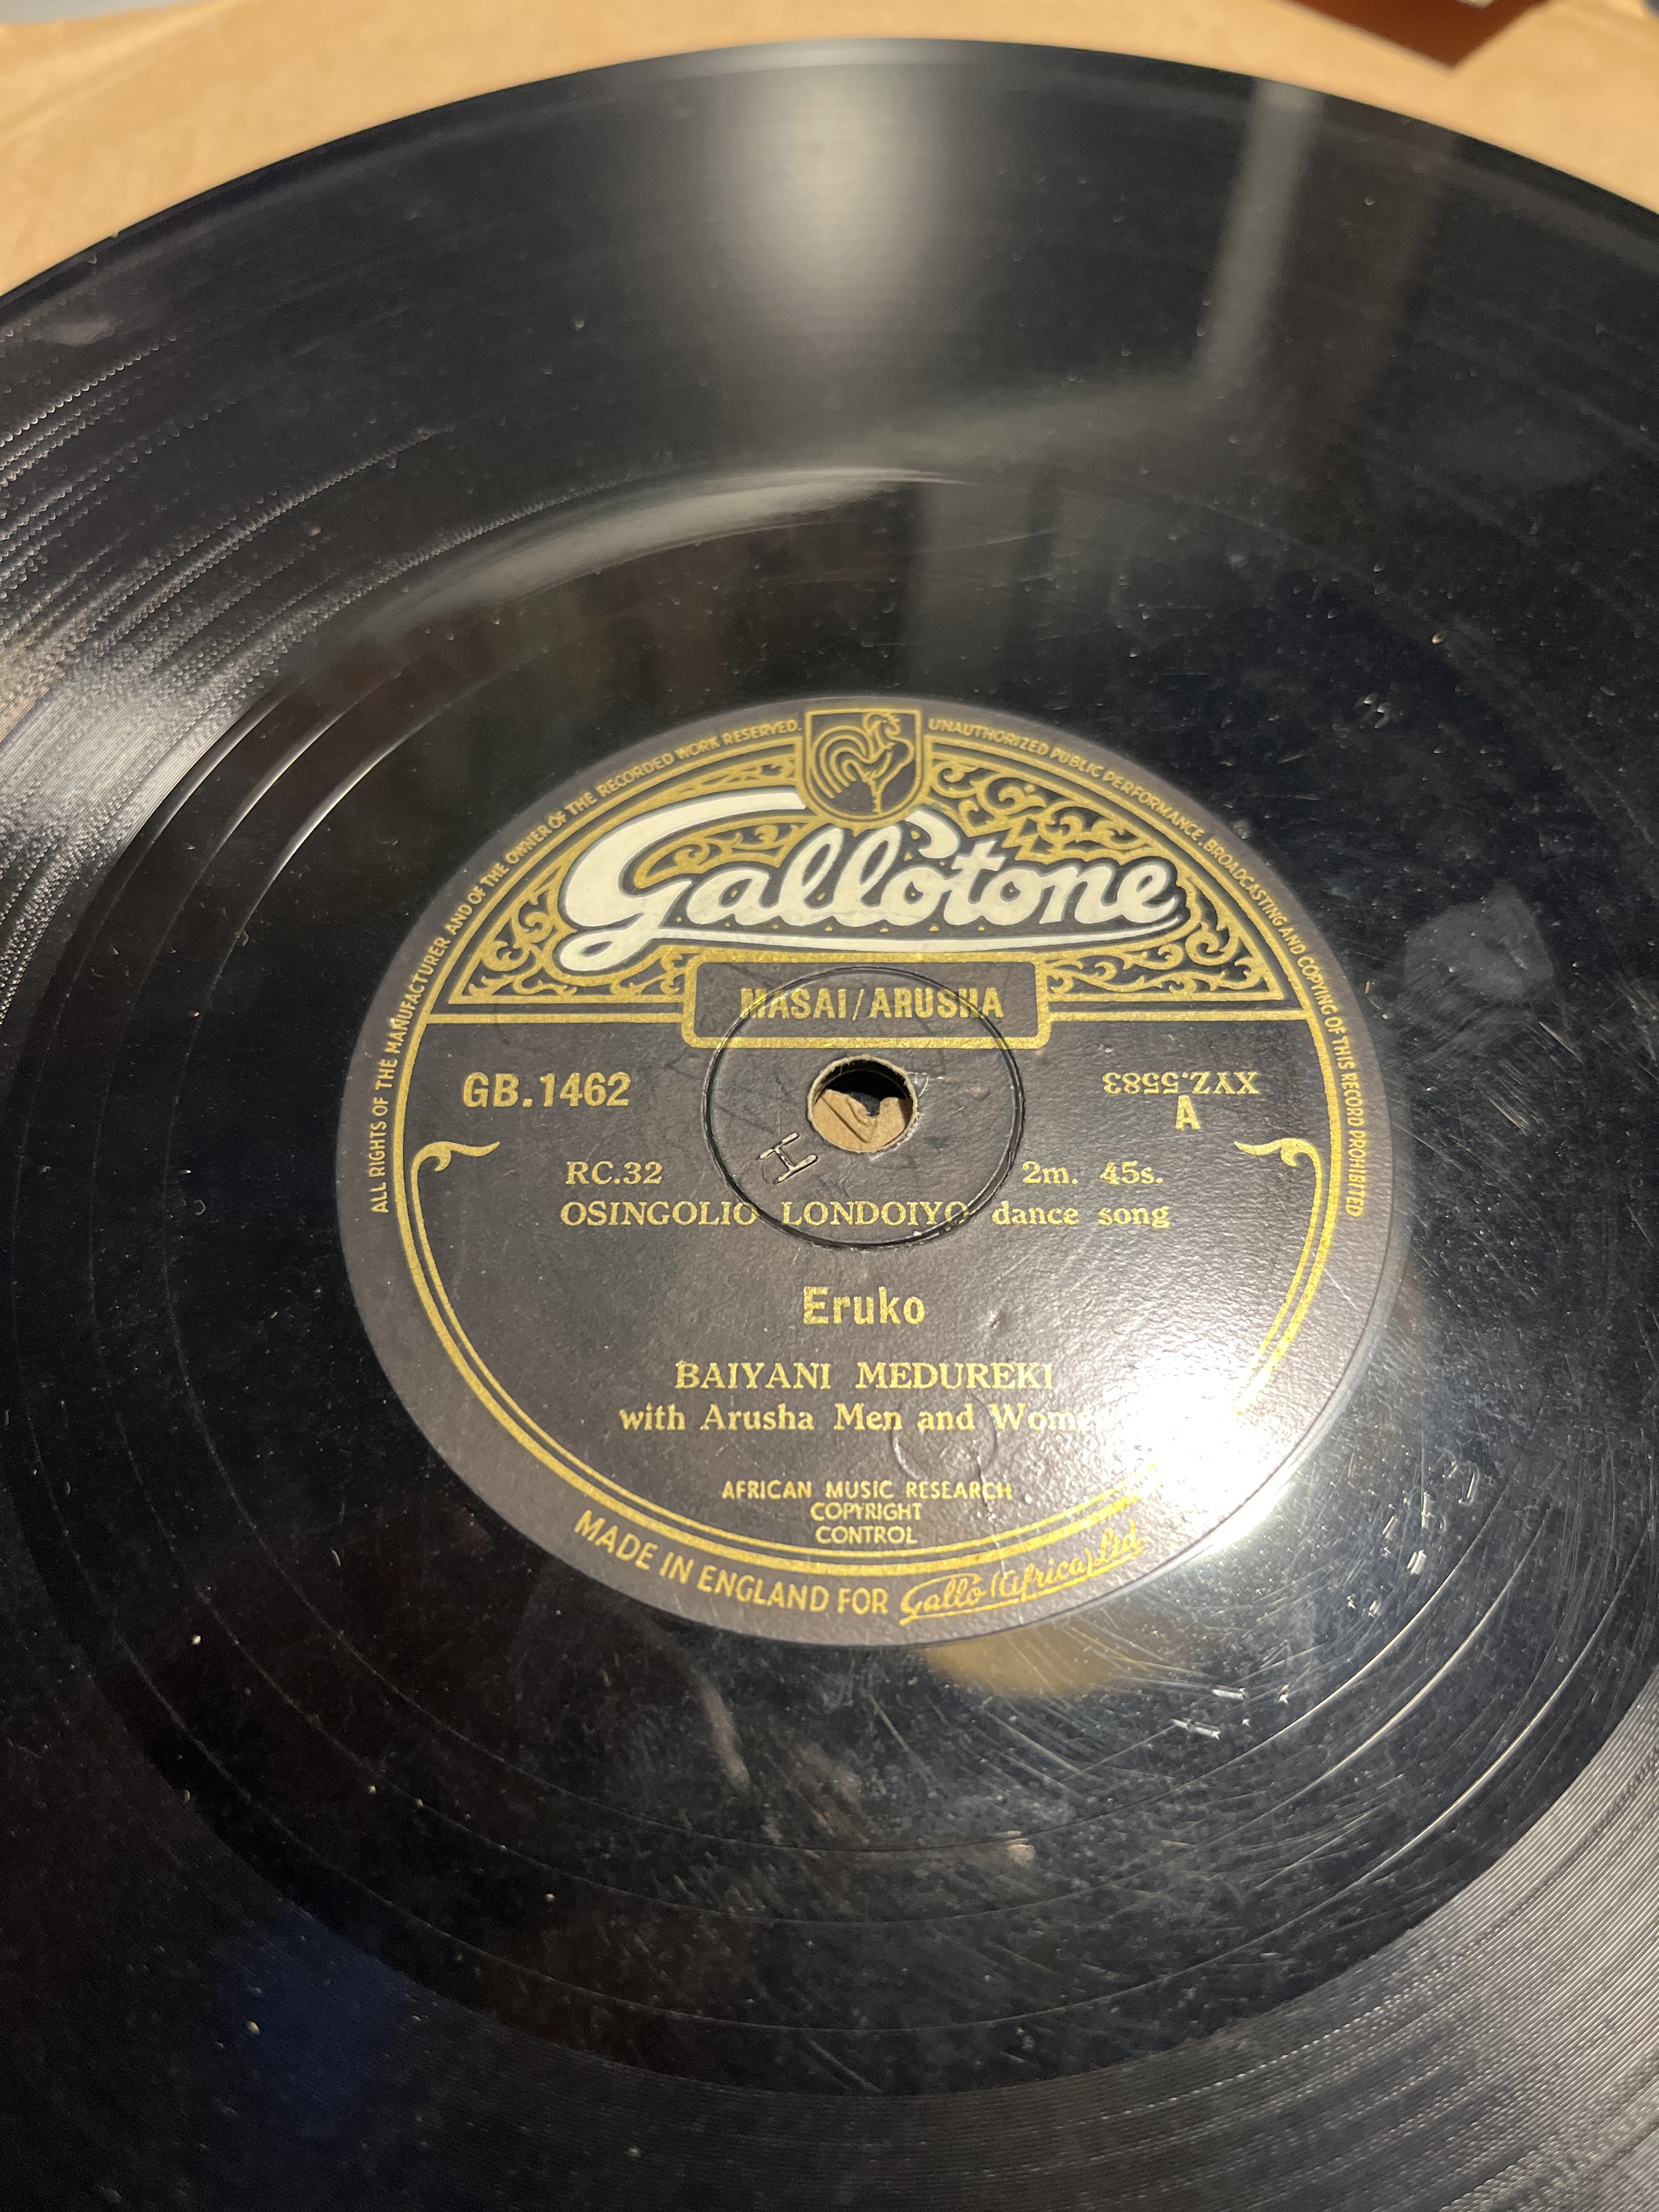 ALL RIGHTS OF THE MANUFACTURER AND OF THE OWNER OF THE RECORDED WORK RESERVED.
UNAUTHORIZED PUBLIC PERFORMANCE, BROADCASTING AND COPYING OF THIS RECORD PROHIBITED
Gallotone
MASAI/ARUSHA
GB.1462
XYZ.5583
A
H
RC.32 2m. 45s.
OSINGOLIO LONDOIYO dance song
Eruko
BAIYANI MEDUREKI
with Arusha Men and
AFRICAN MUSIC RESEARCH
COPYRIGHT
CONTROL
MADE IN ENGLAND FOR Gallo (Africa) Ltd